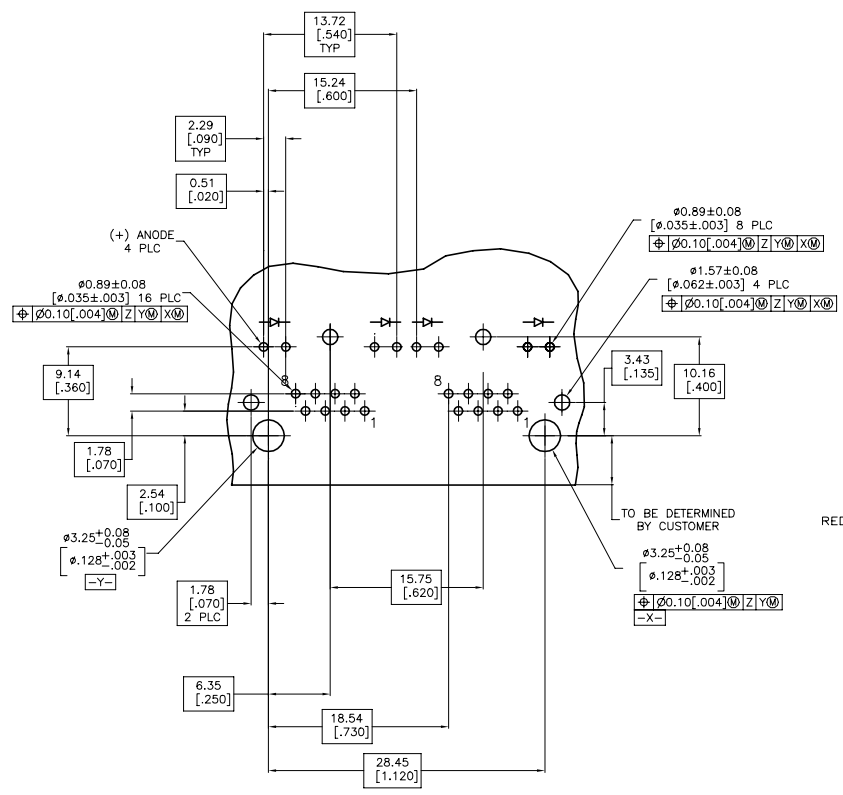 13.72
[.540]
TYP
15.24
[.600]
2.29
[.090]
TYP
0.51
[.020]
(+) ANODE
4 PLC
ø0.89±0.08
[ø.035±.003] 16 PLC
⌖ Ø0.10[.004]Ⓜ Z YⓂ XⓂ
ø0.89±0.08
[ø.035±.003] 8 PLC
⌖ Ø0.10[.004]Ⓜ Z YⓂ XⓂ
ø1.57±0.08
[ø.062±.003] 4 PLC
⌖ Ø0.10[.004]Ⓜ Z YⓂ XⓂ
9.14
[.360]
3.43
[.135]
10.16
[.400]
8
8
1
1
1.78
[.070]
2.54
[.100]
TO BE DETERMINED
BY CUSTOMER
RED
ø3.25+0.08
-0.05
[ø.128+.003
-.002]
-Y-
ø3.25+0.08
-0.05
[ø.128+.003
-.002]
⌖ Ø0.10[.004]Ⓜ Z YⓂ
-X-
1.78
[.070]
2 PLC
15.75
[.620]
6.35
[.250]
18.54
[.730]
28.45
[1.120]